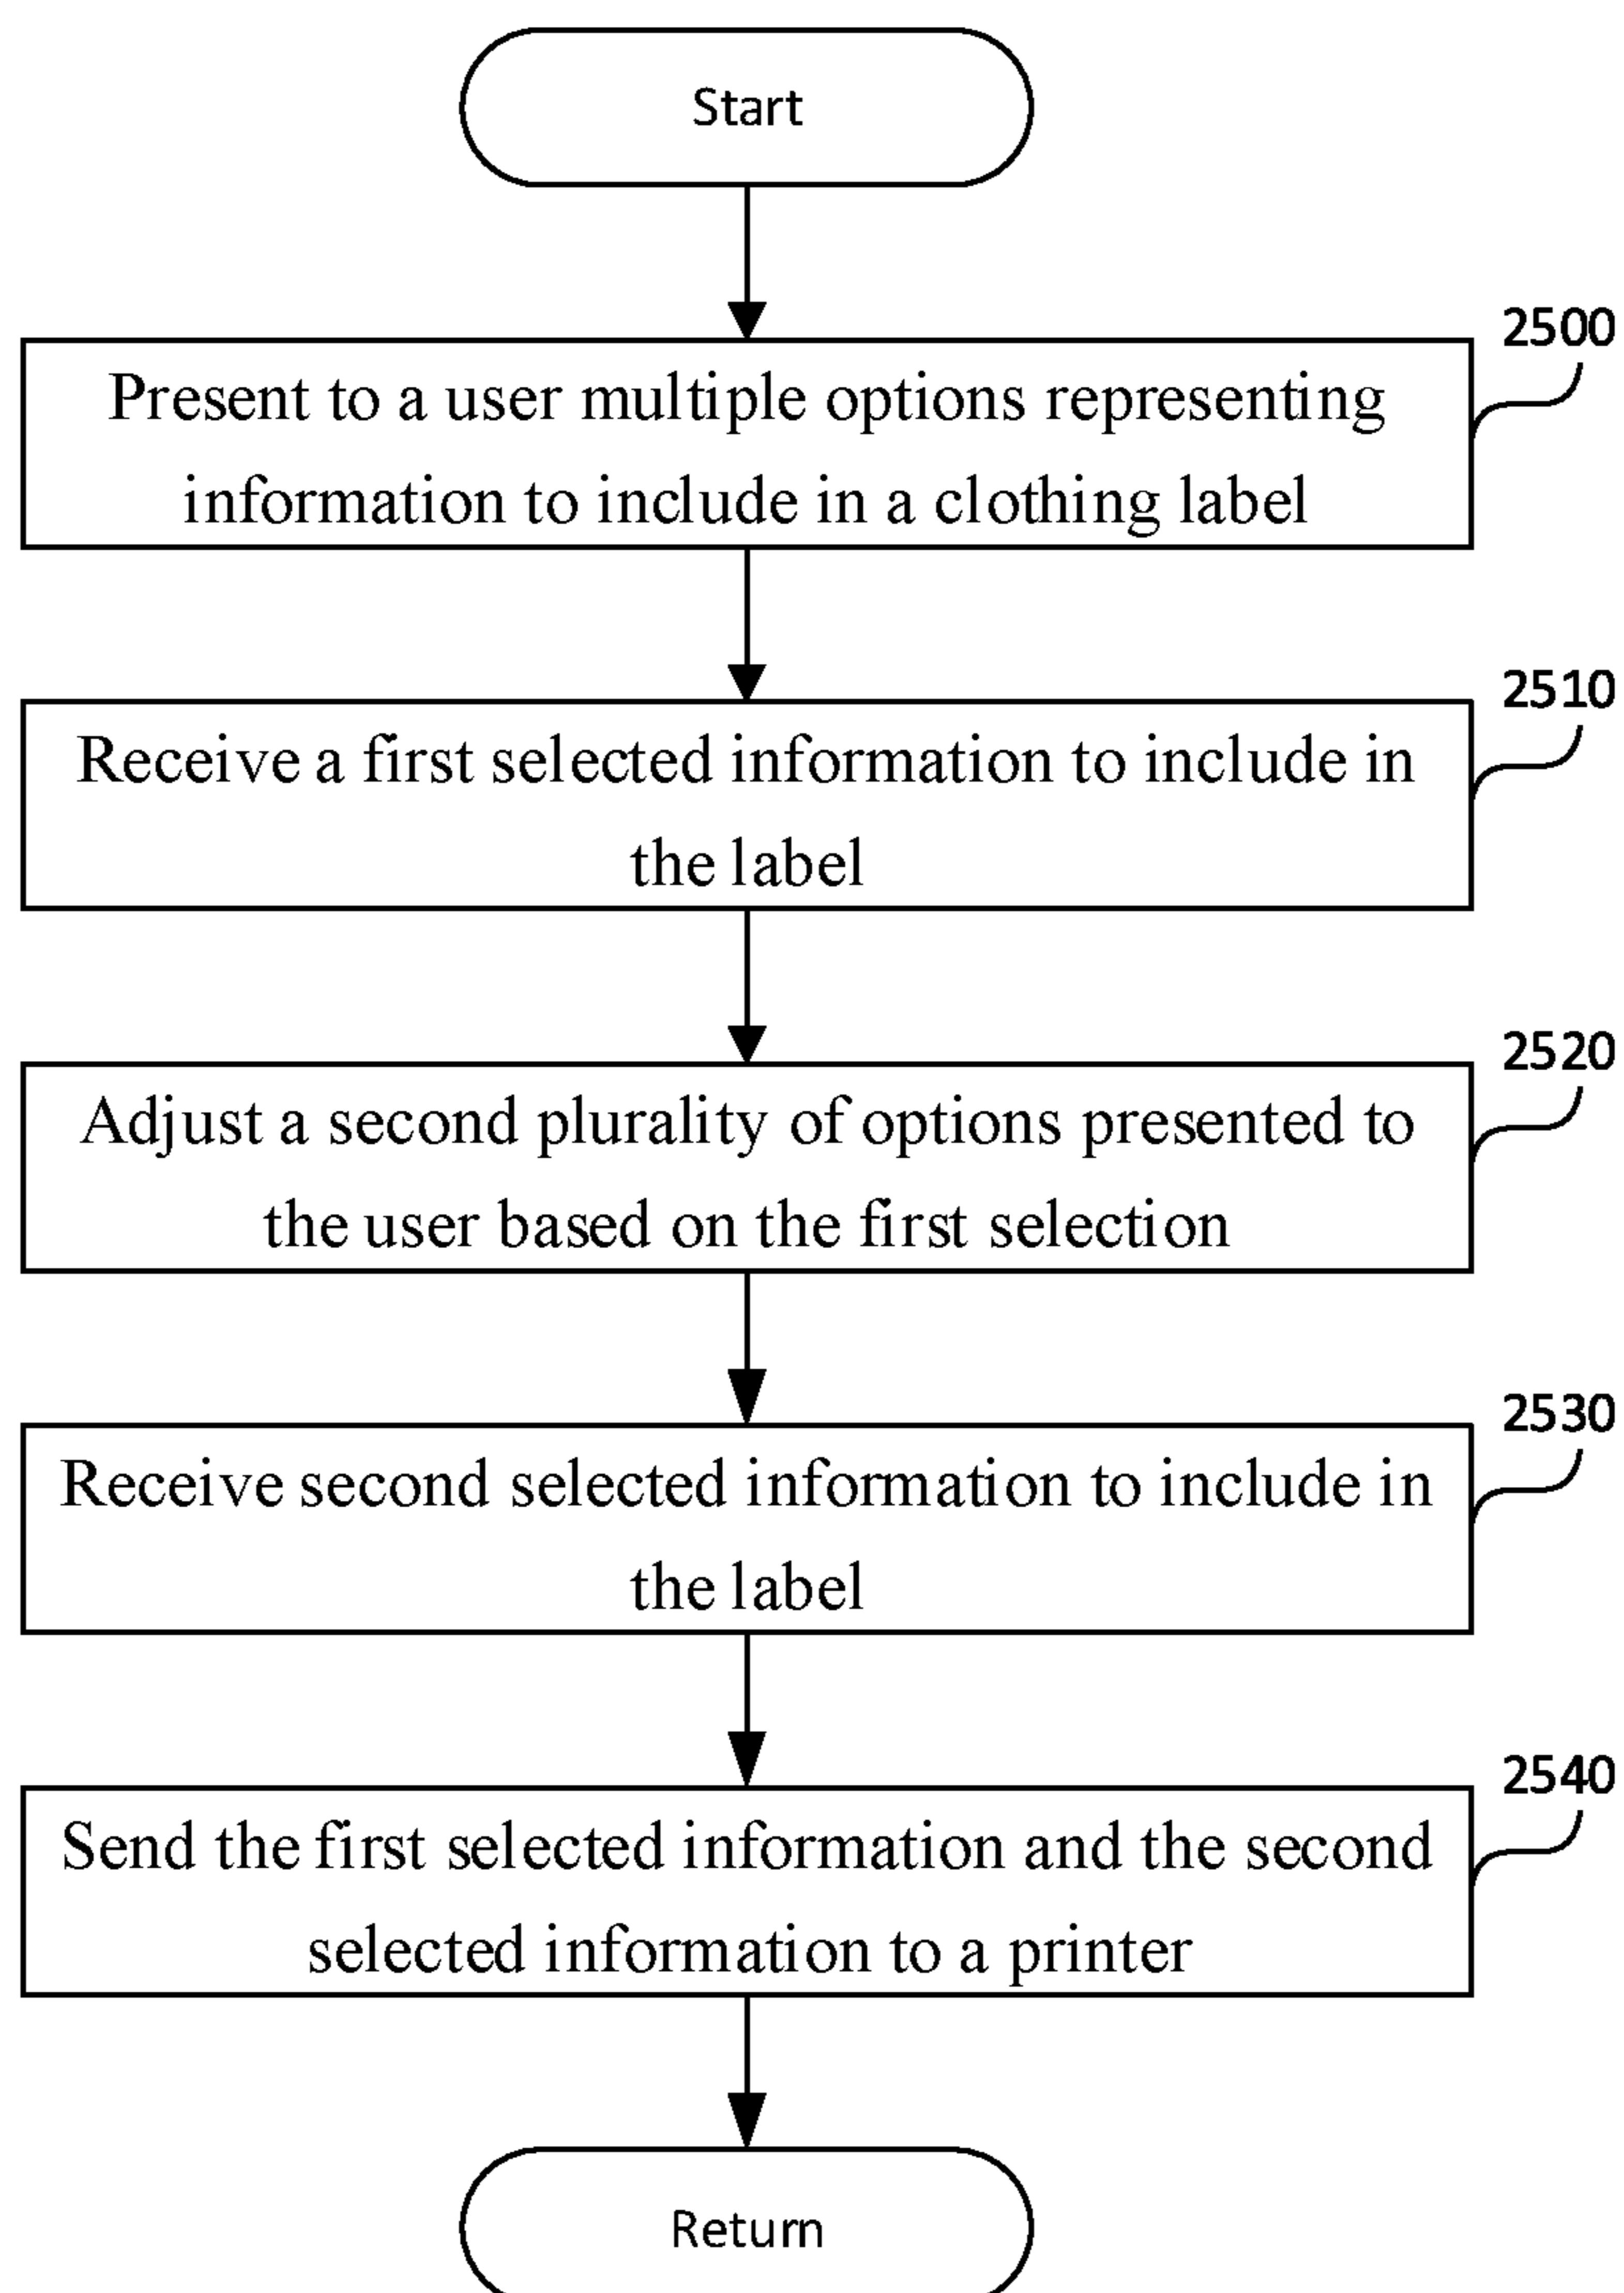 Start
2500
Present to a user multiple options representing
information to include in a clothing label
2510
Receive a first selected information to include in
the label
2520
Adjust a second plurality of options presented to
the user based on the first selection
2530
Receive second selected information to include in
the label
2540
Send the first selected information and the second
selected information to a printer
Return